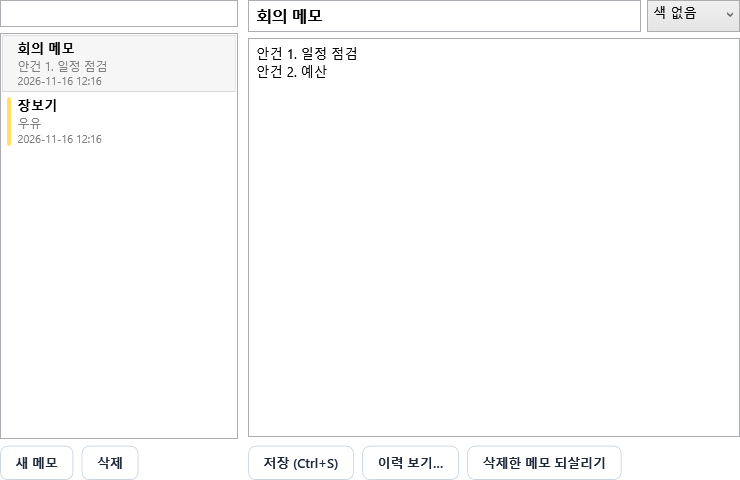 회의 메모
안건 1. 일정 점검
2026-11-16 12:16
장보기
우유
2026-11-16 12:16
새 메모
삭제
회의 메모
색 없음
안건 1. 일정 점검
안건 2. 예산
저장 (Ctrl+S)
이력 보기...
삭제한 메모 되살리기